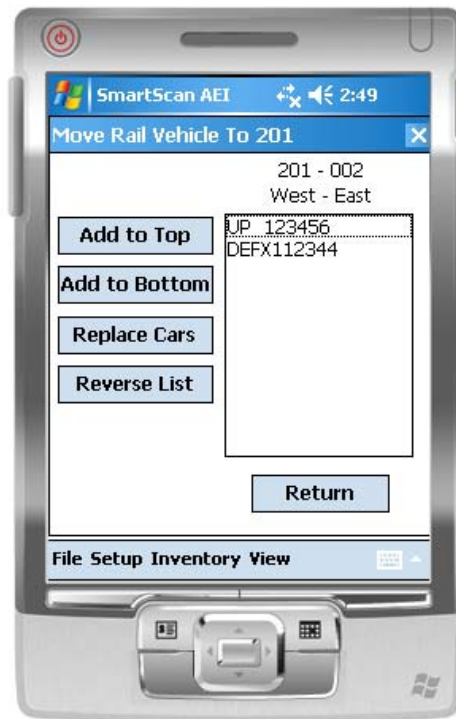 SmartScan AEI 2:49
Move Rail Vehicle To 201
201 - 002
West - East
Add to Top
Add to Bottom
Replace Cars
Reverse List
UP 123456
DEFX112344
Return
File Setup Inventory View